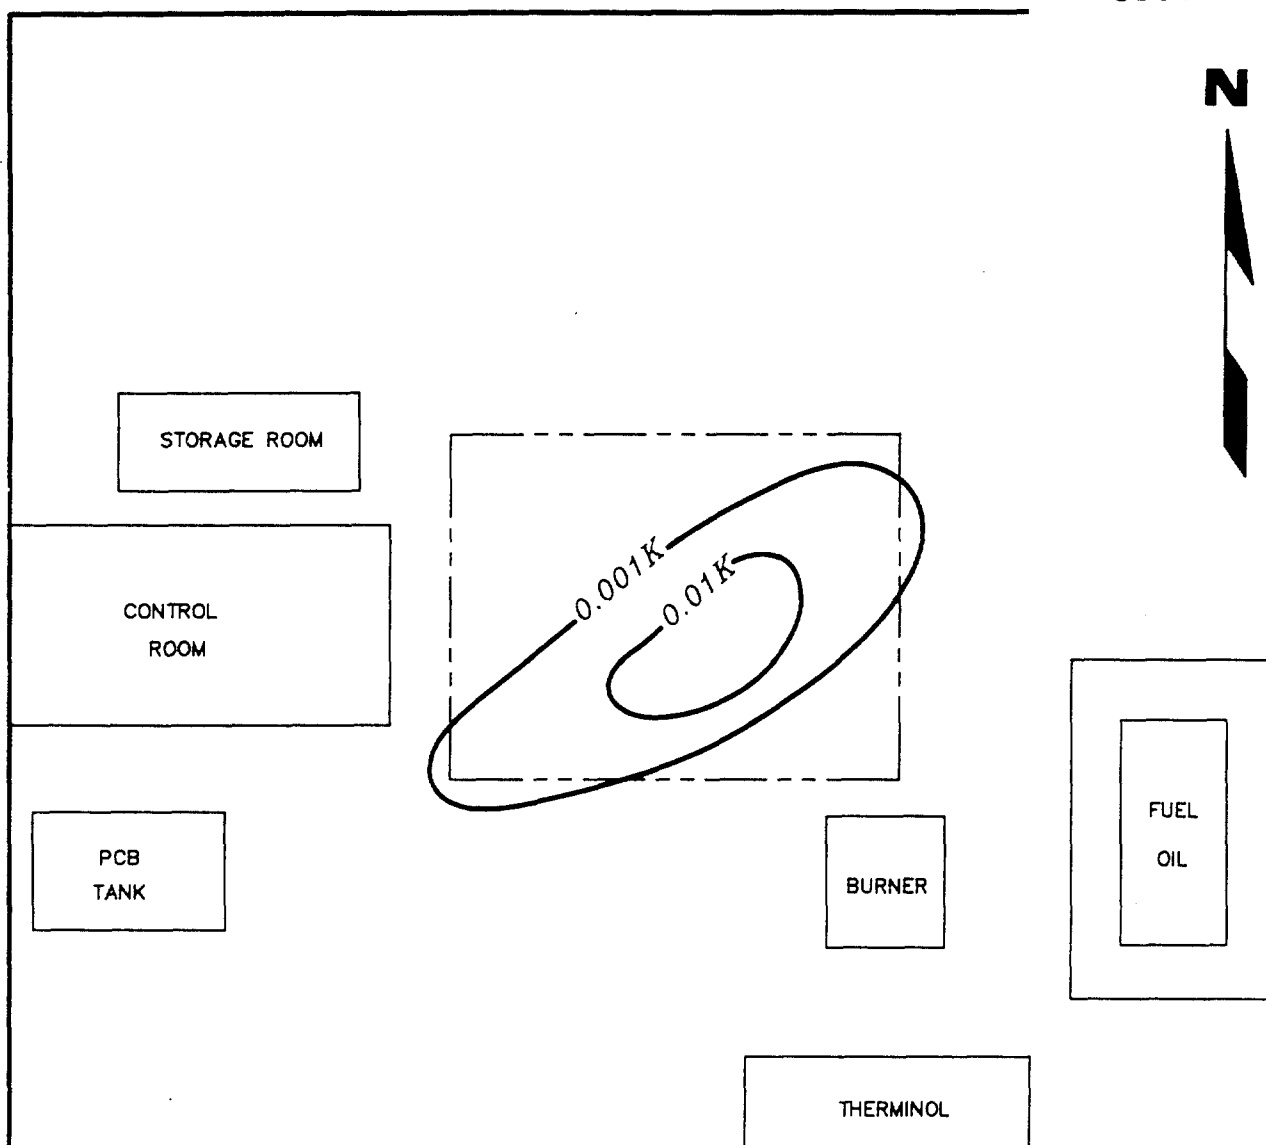 N
STORAGE ROOM
0.001K
0.01K
CONTROL
ROOM
PCB
TANK
BURNER
FUEL
OIL
THERMINOL